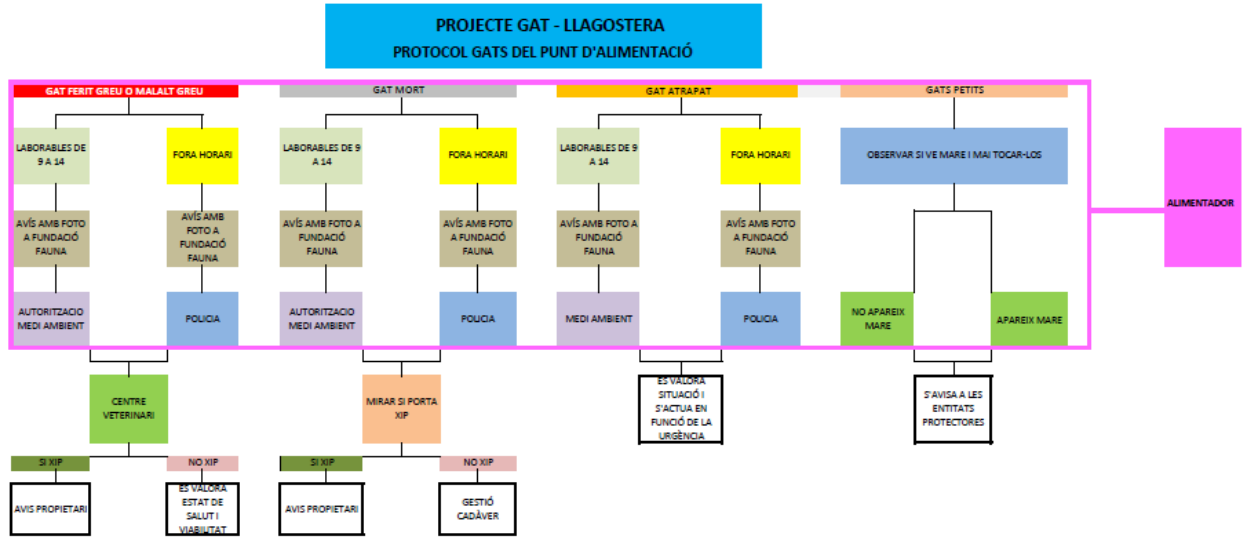 PROJECTE GAT - LLAGOSTERA
PROTOCOL GATS DEL PUNT D'ALIMENTACIÓ
GAT FERIT GREU O MALALT GREU
GAT MORT
GAT ATRAPAT
GATS PETITS
LABORABLES DE
9 A 14
FORA HORARI
LABORABLES DE 9
A 14
FORA HORARI
LABORABLES DE
9 A 14
FORA HORARI
OBSERVAR SI VE MARE I MAI TOCAR-LOS
ALIMENTADOR
AVÍS AMB FOTO
A FUNDACIÓ
FAUNA
AVÍS AMB
FOTO A
FUNDACIÓ
FAUNA
AVÍS AMB FOTO A
FUNDACIÓ
FAUNA
AVÍS AMB FOTO
A FUNDACIÓ
FAUNA
AVÍS AMB FOTO
A FUNDACIÓ
FAUNA
AVÍS AMB FOTO
A FUNDACIÓ
FAUNA
AUTORITZACIO
MEDI AMBIENT
POLICIA
AUTORITZACIO
MEDI AMBIENT
POLICIA
MEDI AMBIENT
POLICIA
NO APAREIX
MARE
APAREIX MARE
CENTRE
VETERINARI
MIRAR SI PORTA
XIP
ES VALORA
SITUACIÓ I
S'ACTUA EN
FUNCIÓ DE LA
URGÈNCIA
S'AVISA A LES
ENTITATS
PROTECTORES
SI XIP
NO XIP
SI XIP
NO XIP
AVIS PROPIETARI
ES VALORA
ESTAT DE
SALUT I
VIABILITAT
AVIS PROPIETARI
GESTIÓ
CADÀVER